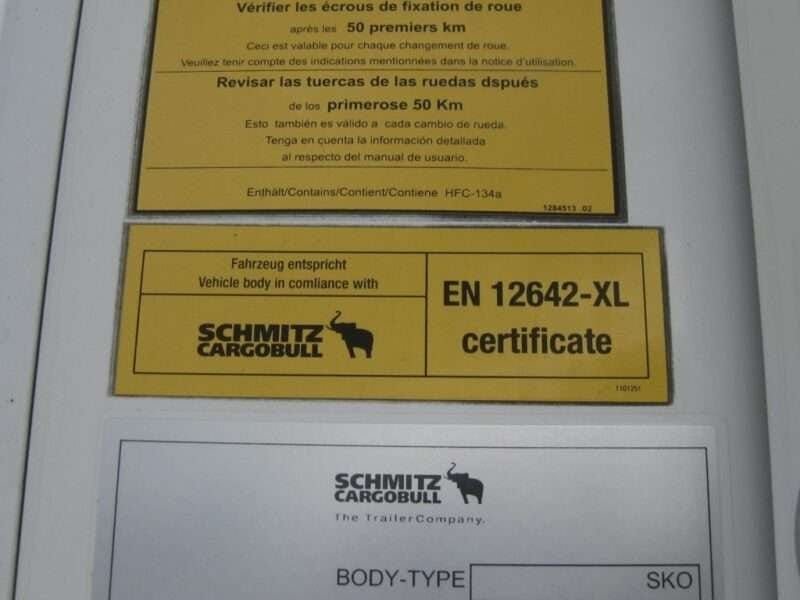 Vérifier les écrous de fixation de roue
après les 50 premiers km
Ceci est valable pour chaque changement de roue.
Veuillez tenir compte des indications mentionnées dans la notice d'utilisation.
Revisar las tuercas de las ruedas dspués
de los primerose 50 Km
Esto también es válido a cada cambio de rueda.
Tenga en cuenta la información detallada
al respecto del manual de usuario.
Enthält/Contains/Contient/Contiene HFC-134a
1284513 02
Fahrzeug entspricht
Vehicle body in comliance with
SCHMITZ
CARGOBULL
EN 12642-XL
certificate
1101251
SCHMITZ
CARGOBULL
The TrailerCompany.
BODY-TYPE SKO